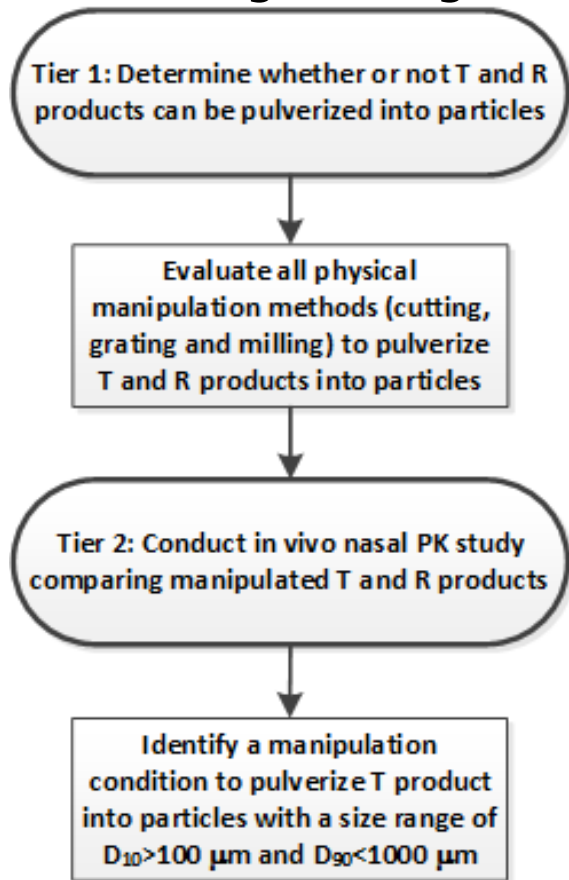 Tier 1: Determine whether or not T and R
products can be pulverized into particles
Evaluate all physical
manipulation methods (cutting,
grating and milling) to pulverize
T and R products into particles
Tier 2: Conduct in vivo nasal PK study
comparing manipulated T and R products
Identify a manipulation
condition to pulverize T product
into particles with a size range of
D₁₀>100 μm and D₉₀<1000 μm